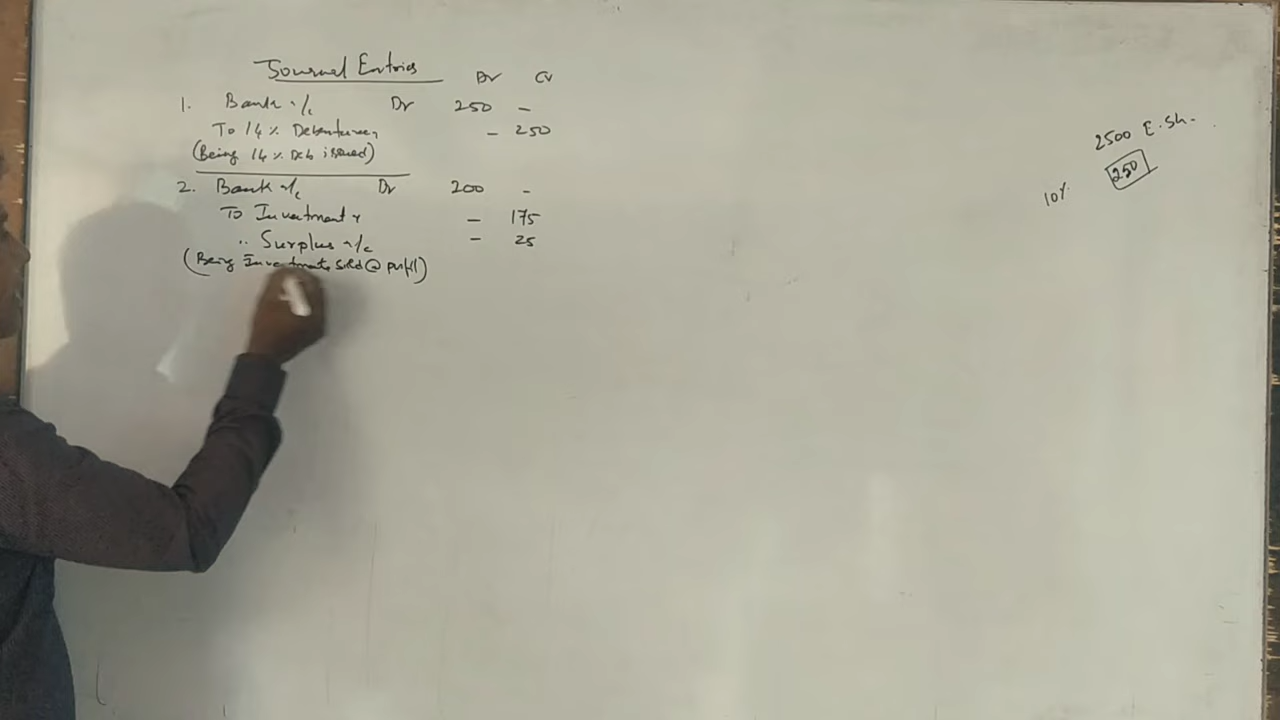 Journal Entries
Dr Cr
1. Bank a/c Dr 250 -
To 14% Debentures - 250
(Being 14% Deb issued)
2. Bank a/c Dr 200 -
To Investments - 175
" Surplus a/c - 25
(Being Investments sold @ profit)
2500 E.Sh.
10% 250